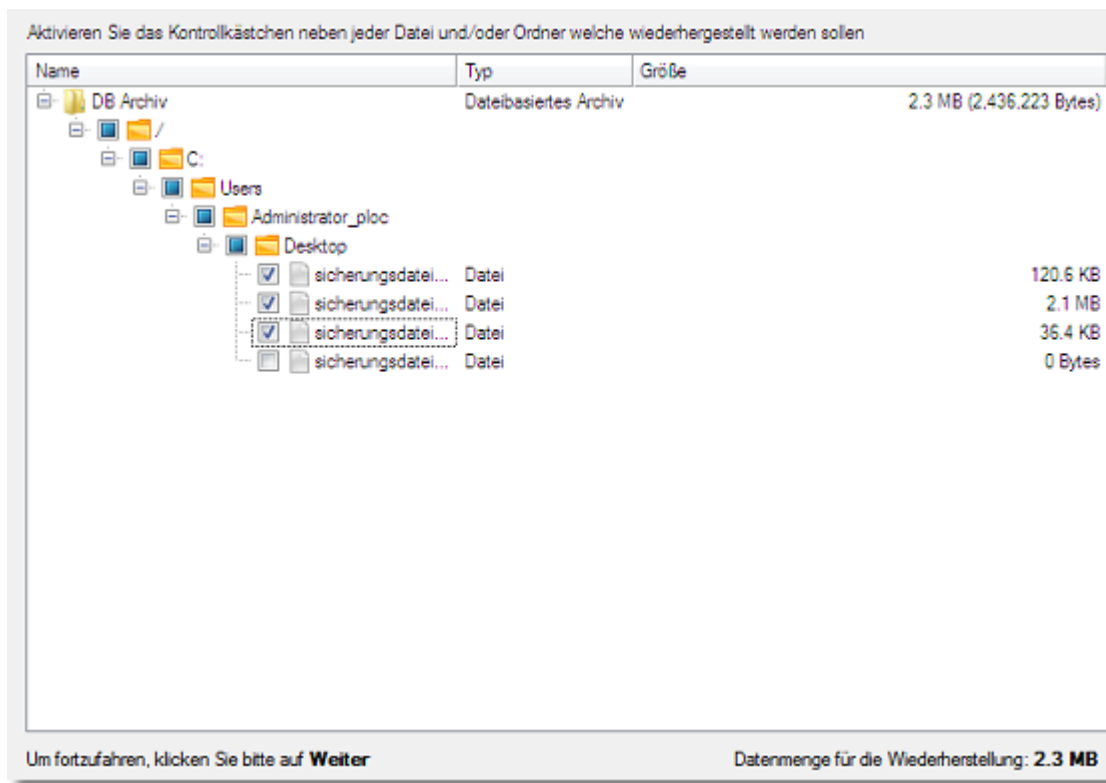 Aktivieren Sie das Kontrollkästchen neben jeder Datei und/oder Ordner welche wiederhergestellt werden sollen
Name Typ Größe
DB Archiv Dateibasiertes Archiv 2.3 MB (2,436,223 Bytes)
/
C:
Users
Administrator_ploc
Desktop
sicherungsdatei... Datei 120.6 KB
sicherungsdatei... Datei 2.1 MB
sicherungsdatei... Datei 36.4 KB
sicherungsdatei... Datei 0 Bytes
Um fortzufahren, klicken Sie bitte auf Weiter Datenmenge für die Wiederherstellung: 2.3 MB